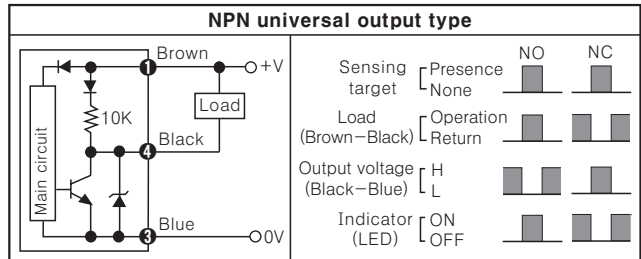 NPN universal output type
Main circuit
10K
1 Brown
+V
Load
4 Black
3 Blue
0V
NO NC
Sensing target Presence
None
Load (Brown-Black) Operation
Return
Output voltage (Black-Blue) H
L
Indicator (LED) ON
OFF